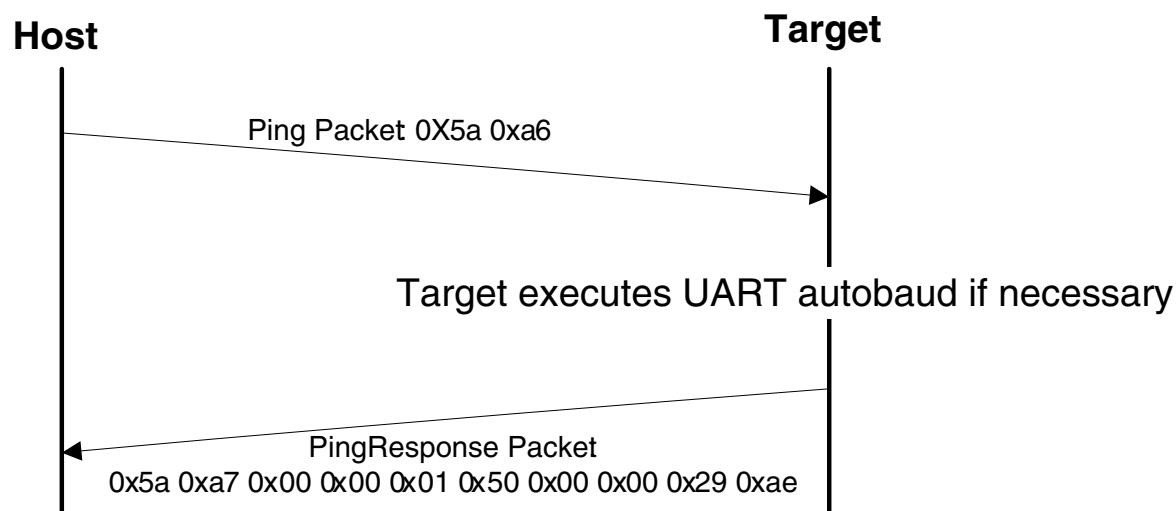 Host
Target
Ping Packet 0X5a 0xa6
Target executes UART autobaud if necessary
PingResponse Packet
0x5a 0xa7 0x00 0x00 0x01 0x50 0x00 0x00 0x29 0xae